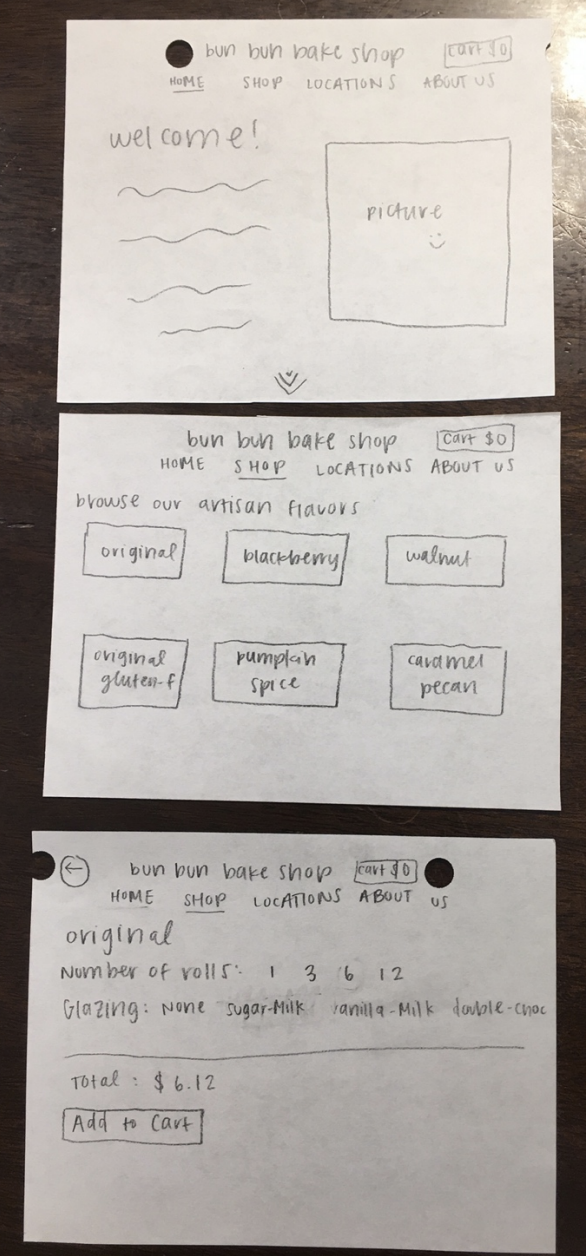 bun bun bake shop cart $0
HOME SHOP LOCATIONS ABOUT US
welcome!
picture
bun bun bake shop cart $0
HOME SHOP LOCATIONS ABOUT US
browse our artisan flavors
original blackberry walnut
original pumpkin caramel
gluten-f spice pecan
bun bun bake shop cart $0
HOME SHOP LOCATIONS ABOUT US
original
Number of rolls: 1 3 6 12
Glazing: None sugar-Milk vanilla-Milk double-choc
Total: $6.12
Add to Cart